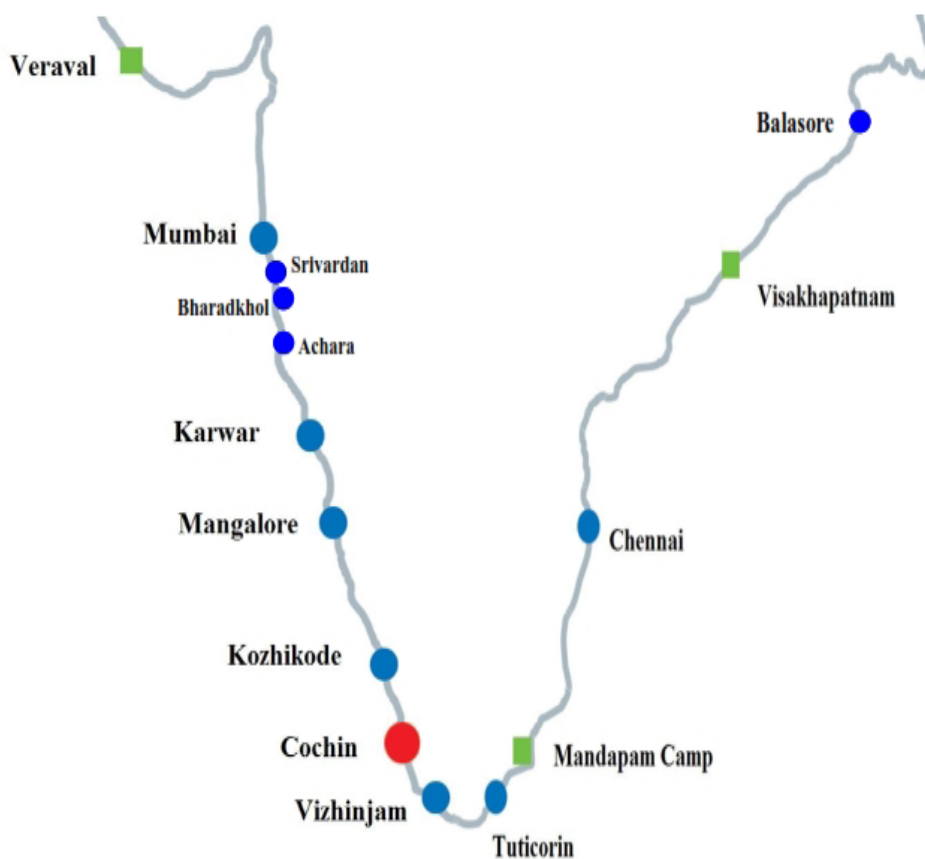 Veraval
Balasore
Mumbai
Srivardan
Visakhapatnam
Bharadkhol
Achara
Karwar
Mangalore
Chennai
Kozhikode
Cochin
Mandapam Camp
Vizhinjam
Tuticorin